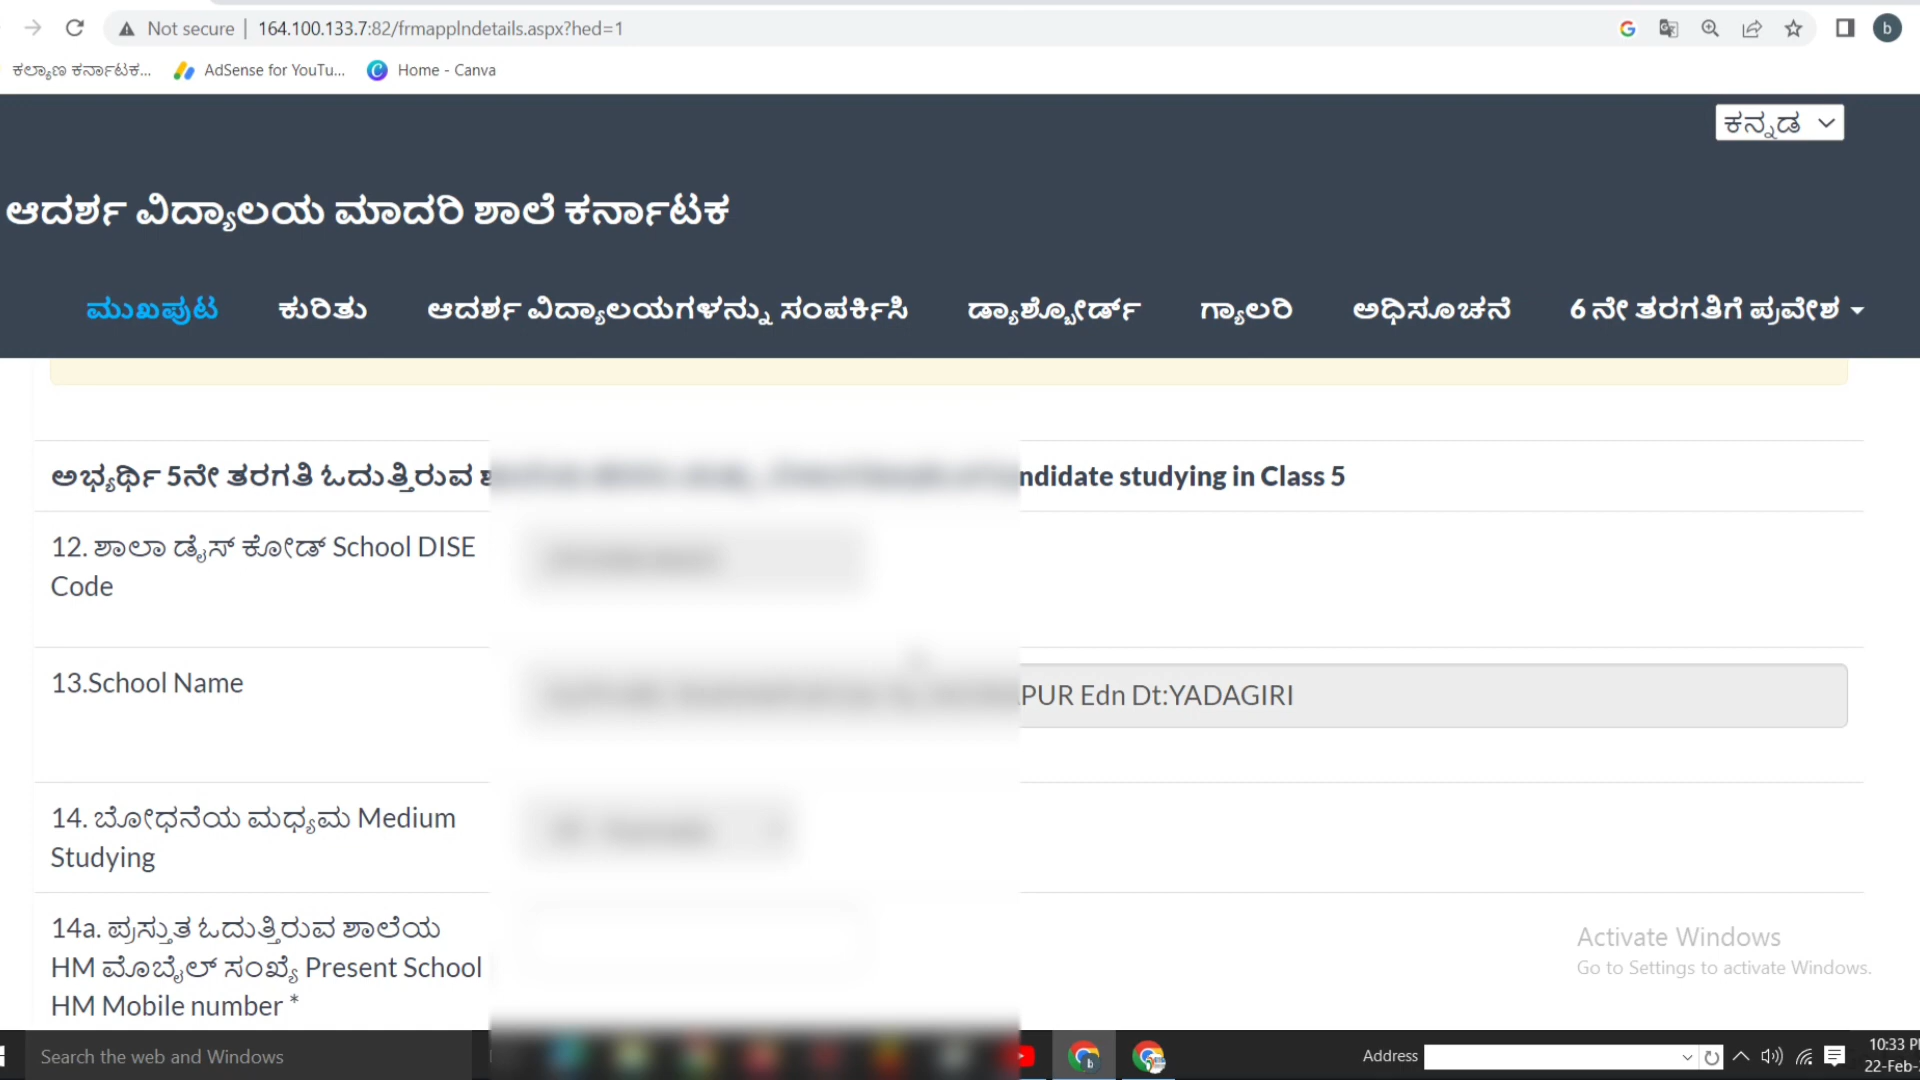 Not secure | 164.100.133.7:82/frmapplndetails.aspx?hed=1
b
ಕಲ್ಯಾಣ ಕರ್ನಾಟಕ... AdSense for YouTu... Home - Canva
ಕನ್ನಡ
ಆದರ್ಶ ವಿದ್ಯಾಲಯ ಮಾದರಿ ಶಾಲೆ ಕರ್ನಾಟಕ
ಮುಖಪುಟ ಕುರಿತು ಆದರ್ಶ ವಿದ್ಯಾಲಯಗಳನ್ನು ಸಂಪರ್ಕಿಸಿ ಡ್ಯಾಶ್ಬೋರ್ಡ್ ಗ್ಯಾಲರಿ ಅಧಿಸೂಚನೆ 6 ನೇ ತರಗತಿಗೆ ಪ್ರವೇಶ
ಅಭ್ಯರ್ಥಿ 5ನೇ ತರಗತಿ ಓದುತ್ತಿರುವ ndidate studying in Class 5
12. ಶಾಲಾ ಡೈಸ್ ಕೋಡ್ School DISE
Code
13.School Name
PUR Edn Dt:YADAGIRI
14. ಬೋಧನೆಯ ಮಧ್ಯಮ Medium
Studying
14a. ಪ್ರಸ್ತುತ ಓದುತ್ತಿರುವ ಶಾಲೆಯ
HM ಮೊಬೈಲ್ ಸಂಖ್ಯೆ Present School
HM Mobile number *
Activate Windows
Go to Settings to activate Windows.
Search the web and Windows
Address
10:33 P
22-Feb-